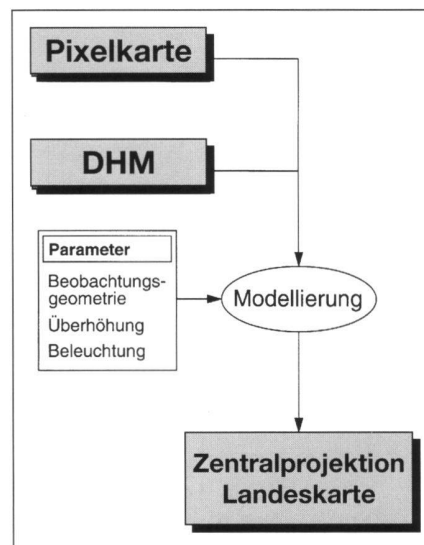 Pixelkarte
DHM
Parameter
Beobachtungs-
geometrie
Überhöhung
Beleuchtung
Modellierung
Zentralprojektion
Landeskarte